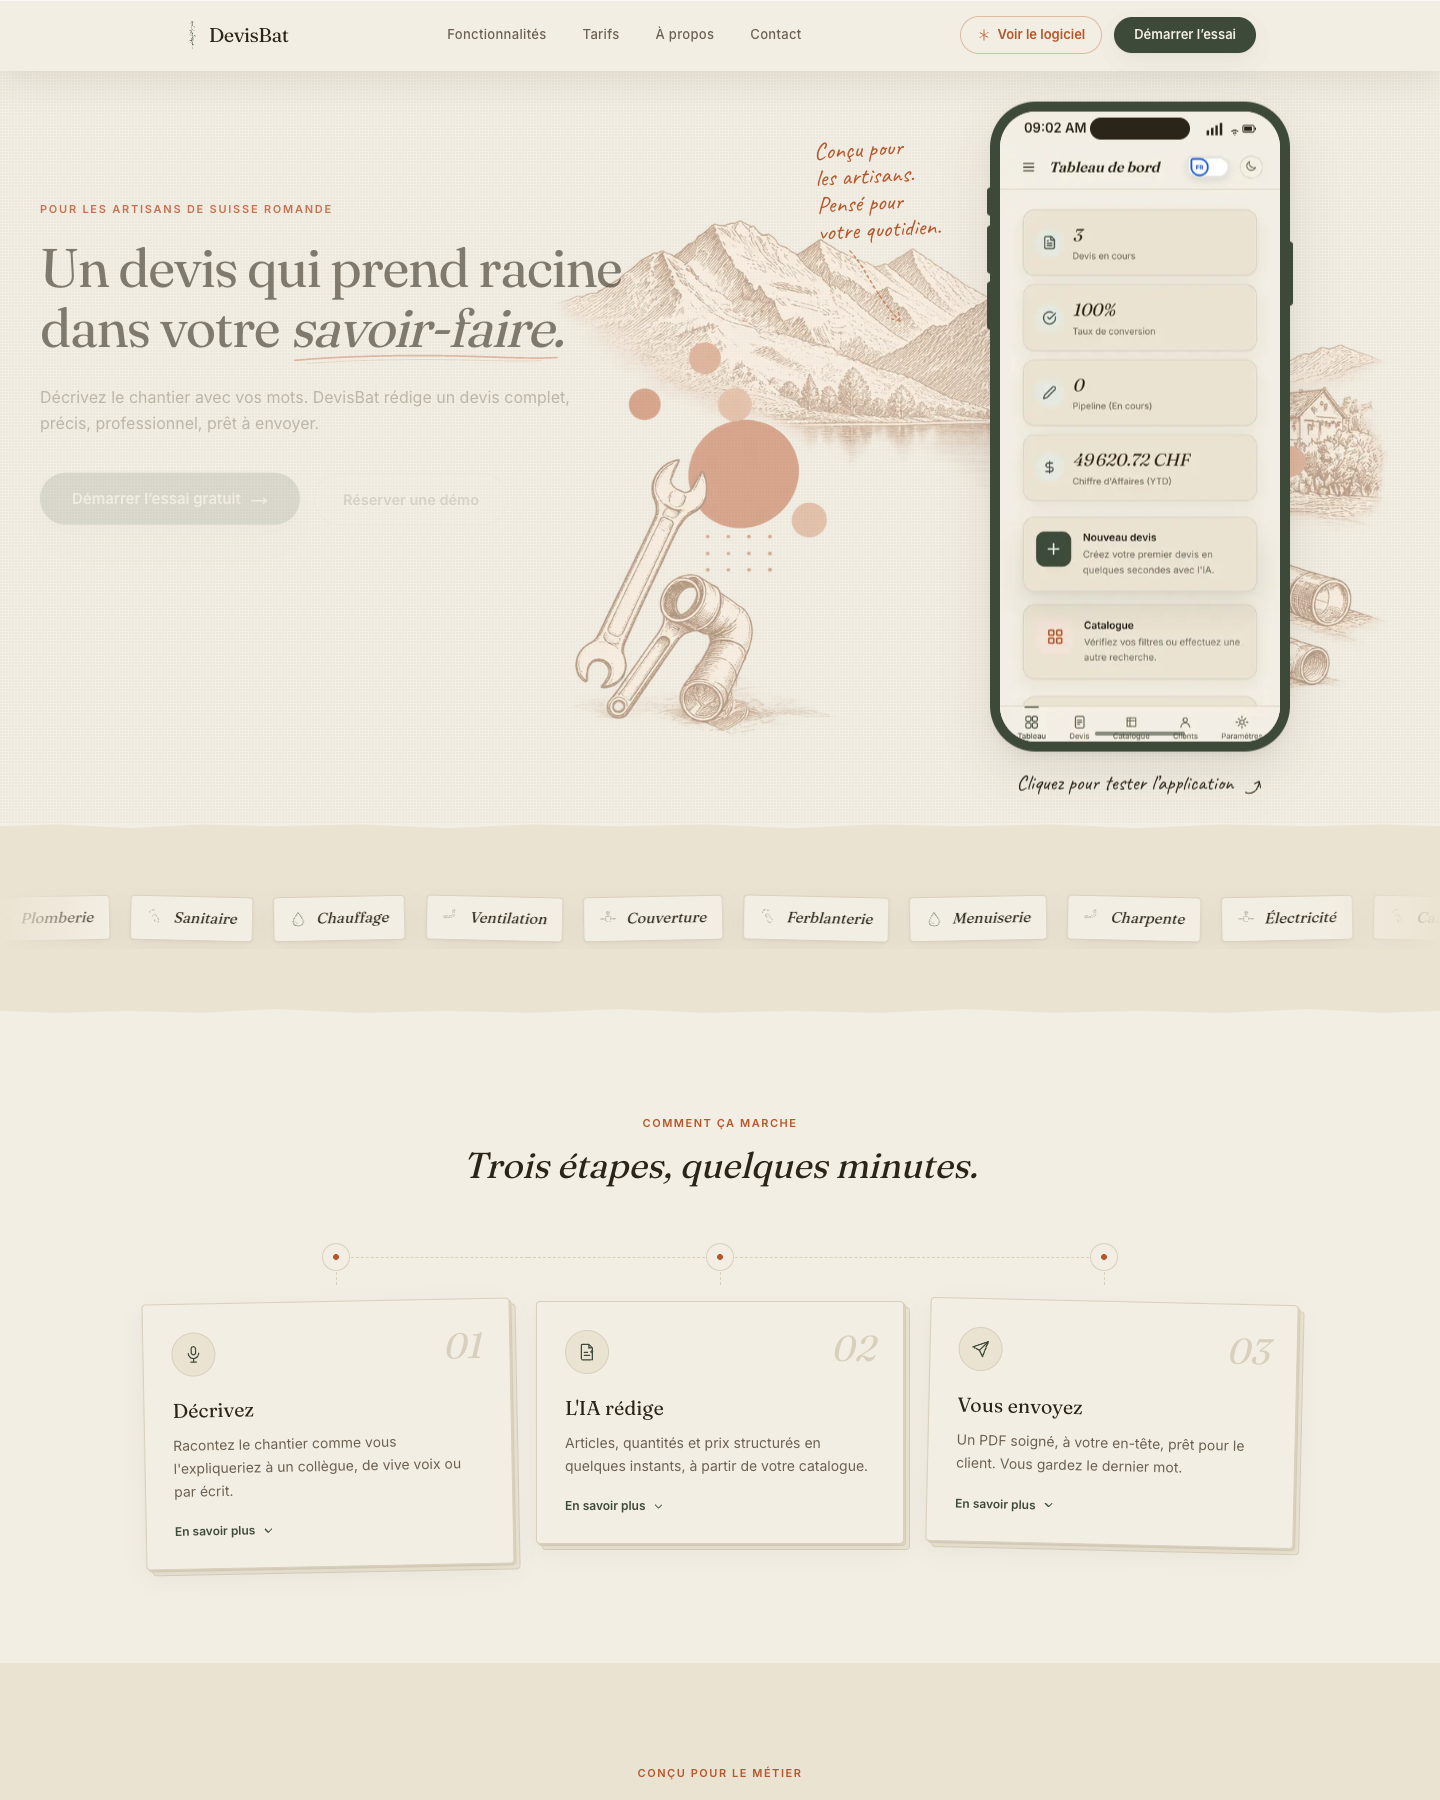 DevisBat
Fonctionnalités
Tarifs
À propos
Contact
Voir le logiciel
Démarrer l'essai
POUR LES ARTISANS DE SUISSE ROMANDE
Un devis qui prend racine
dans votre savoir-faire.
Décrivez le chantier avec vos mots. DevisBat rédige un devis complet,
précis, professionnel, prêt à envoyer.
Démarrer l'essai gratuit →
Réserver une démo
Conçu pour
les artisans.
Pensé pour
votre quotidien.
09:02 AM
Tableau de bord
FR
3
Devis en cours
100%
Taux de conversion
0
Pipeline (En cours)
49620.72 CHF
Chiffre d'Affaires (YTD)
Nouveau devis
Créez votre premier devis en
quelques secondes avec l'IA.
Catalogue
Vérifiez vos filtres ou effectuez une
autre recherche.
Tableau
Devis
Catalogue
Clients
Paramètres
Cliquez pour tester l'application
Plomberie
Sanitaire
Chauffage
Ventilation
Couverture
Ferblanterie
Menuiserie
Charpente
Électricité
Ca
COMMENT ÇA MARCHE
Trois étapes, quelques minutes.
01
Décrivez
Racontez le chantier comme vous
l'expliqueriez à un collègue, de vive voix ou
par écrit.
En savoir plus
02
L'IA rédige
Articles, quantités et prix structurés en
quelques instants, à partir de votre catalogue.
En savoir plus
03
Vous envoyez
Un PDF soigné, à votre en-tête, prêt pour le
client. Vous gardez le dernier mot.
En savoir plus
CONÇU POUR LE MÉTIER